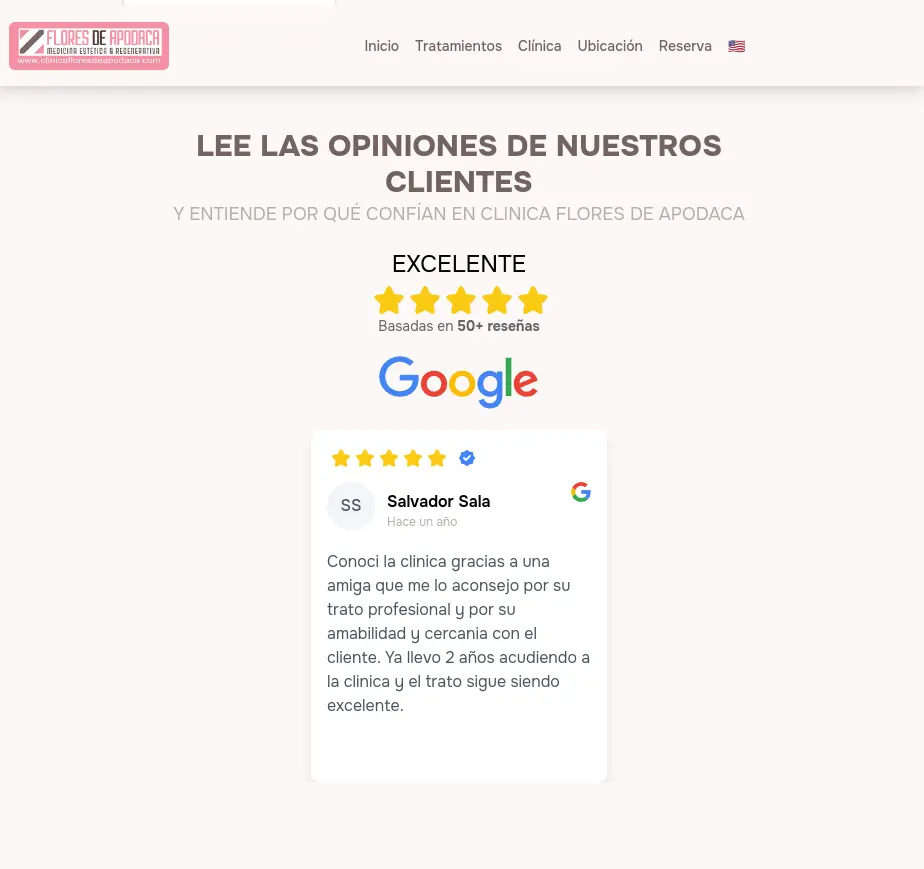 FLORES DE APODACA
MEDICINA ESTÉTICA & REGENERATIVA
www.clinicafloresdeapodaca.com
Inicio Tratamientos Clínica Ubicación Reserva
LEE LAS OPINIONES DE NUESTROS
CLIENTES
Y ENTIENDE POR QUÉ CONFÍAN EN CLINICA FLORES DE APODACA
EXCELENTE
Basadas en 50+ reseñas
Google
SS
Salvador Sala
Hace un año
Conoci la clinica gracias a una
amiga que me lo aconsejo por su
trato profesional y por su
amabilidad y cercania con el
cliente. Ya llevo 2 años acudiendo a
la clinica y el trato sigue siendo
excelente.